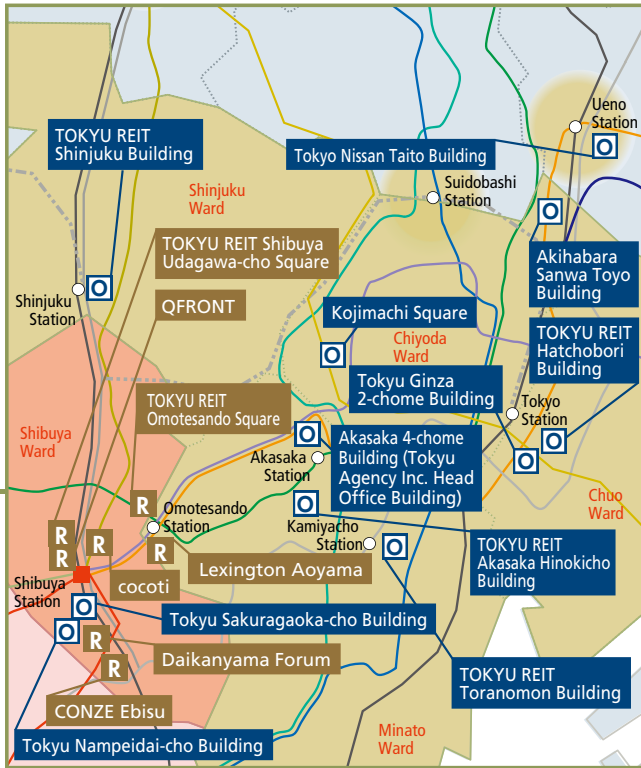 Ueno
Station
TOKYU REIT
Shinjuku Building
Tokyo Nissan Taito Building
O
Suidobashi
Station
Shinjuku
Ward
O
TOKYU REIT Shibuya
Udagawa-cho Square
Akihabara
Sanwa Toyo
Building
Shinjuku
Station
O
QFRONT
Kojimachi Square
Chiyoda
Ward
O
TOKYU REIT
Hatchobori
Building
TOKYU REIT
Omotesando Square
Tokyu Ginza
2-chome Building
Tokyo
Station
Shibuya
Ward
O
Akasaka 4-chome
Building (Tokyu
Agency Inc. Head
Office Building)
O
O
Akasaka
Station
Chuo
Ward
R
Omotesando
Station
O
Kamiyacho
Station
O
TOKYU REIT
Akasaka Hinokicho
Building
R
R
R
R
Lexington Aoyama
Shibuya
Station
cocoti
O
Tokyu Sakuragaoka-cho Building
O
R
Daikanyama Forum
R
TOKYU REIT
Toranomon Building
CONZE Ebisu
Tokyu Nampeidai-cho Building
Minato
Ward